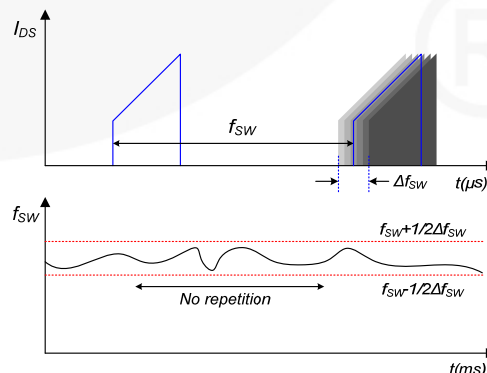 I_DS
®
f_SW
Δf_SW
t(μs)
f_SW
f_SW+1/2Δf_SW
No repetition
f_SW-1/2Δf_SW
t(ms)